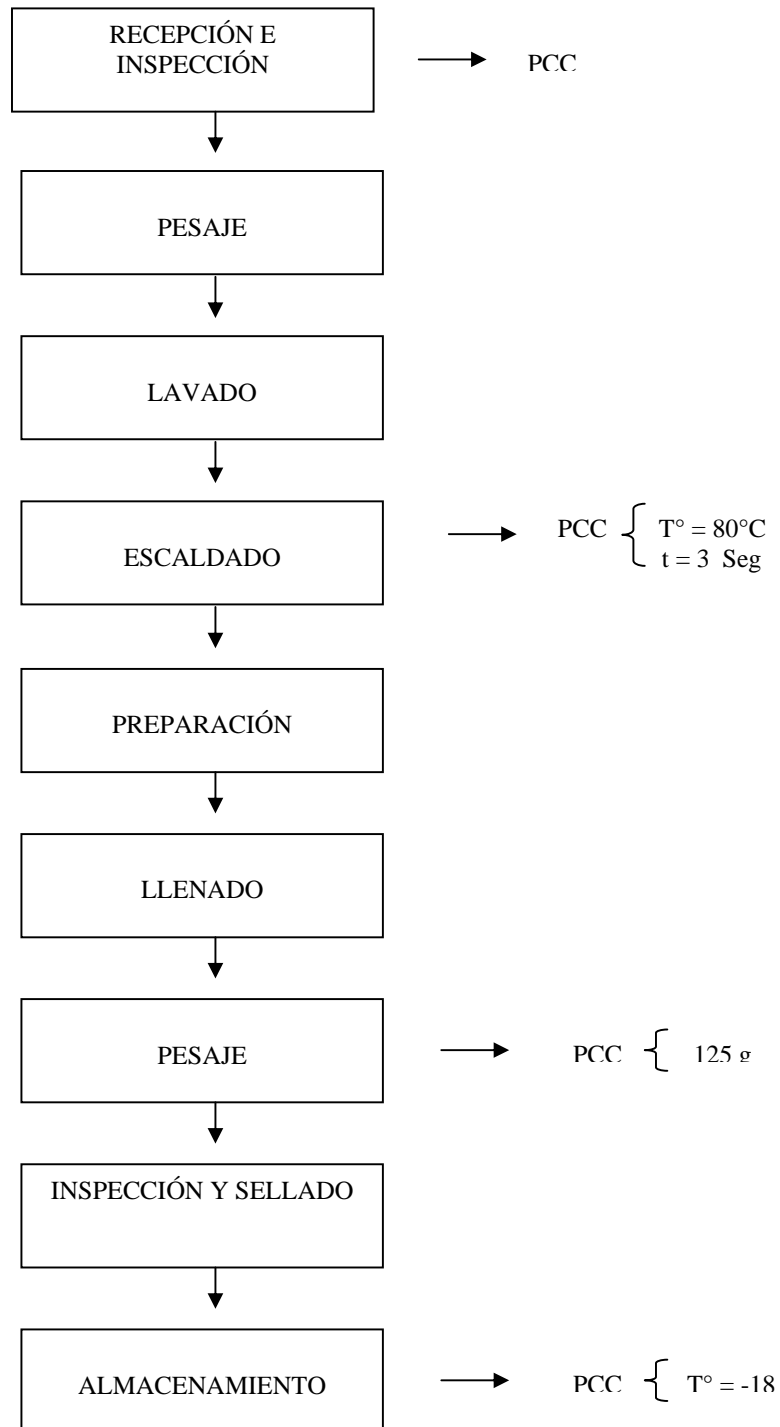 RECEPCIÓN E
INSPECCIÓN
PCC
PESAJE
LAVADO
ESCALDADO
PCC
T° = 80°C
t = 3 Seg
PREPARACIÓN
LLENADO
PESAJE
PCC
125 g
INSPECCIÓN Y SELLADO
ALMACENAMIENTO
PCC
T° = -18